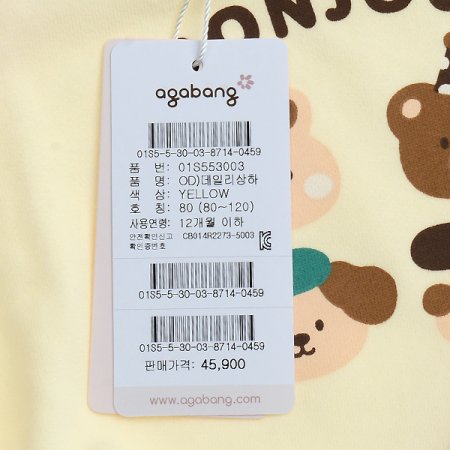 BONJOU
agabang
01S5-5-30-03-8714-0459
품 번: 01S553003
품 명: OD)데일리상하
색 상: YELLOW
호 칭: 80 (80~120)
사용연령: 12개월 이하
안전확인신고 CB014R2273-5003
확인증번호
01S5-5-30-03-8714-0459
01S5-5-30-03-8714-0459
판매가격: 45,900
www.agabang.com